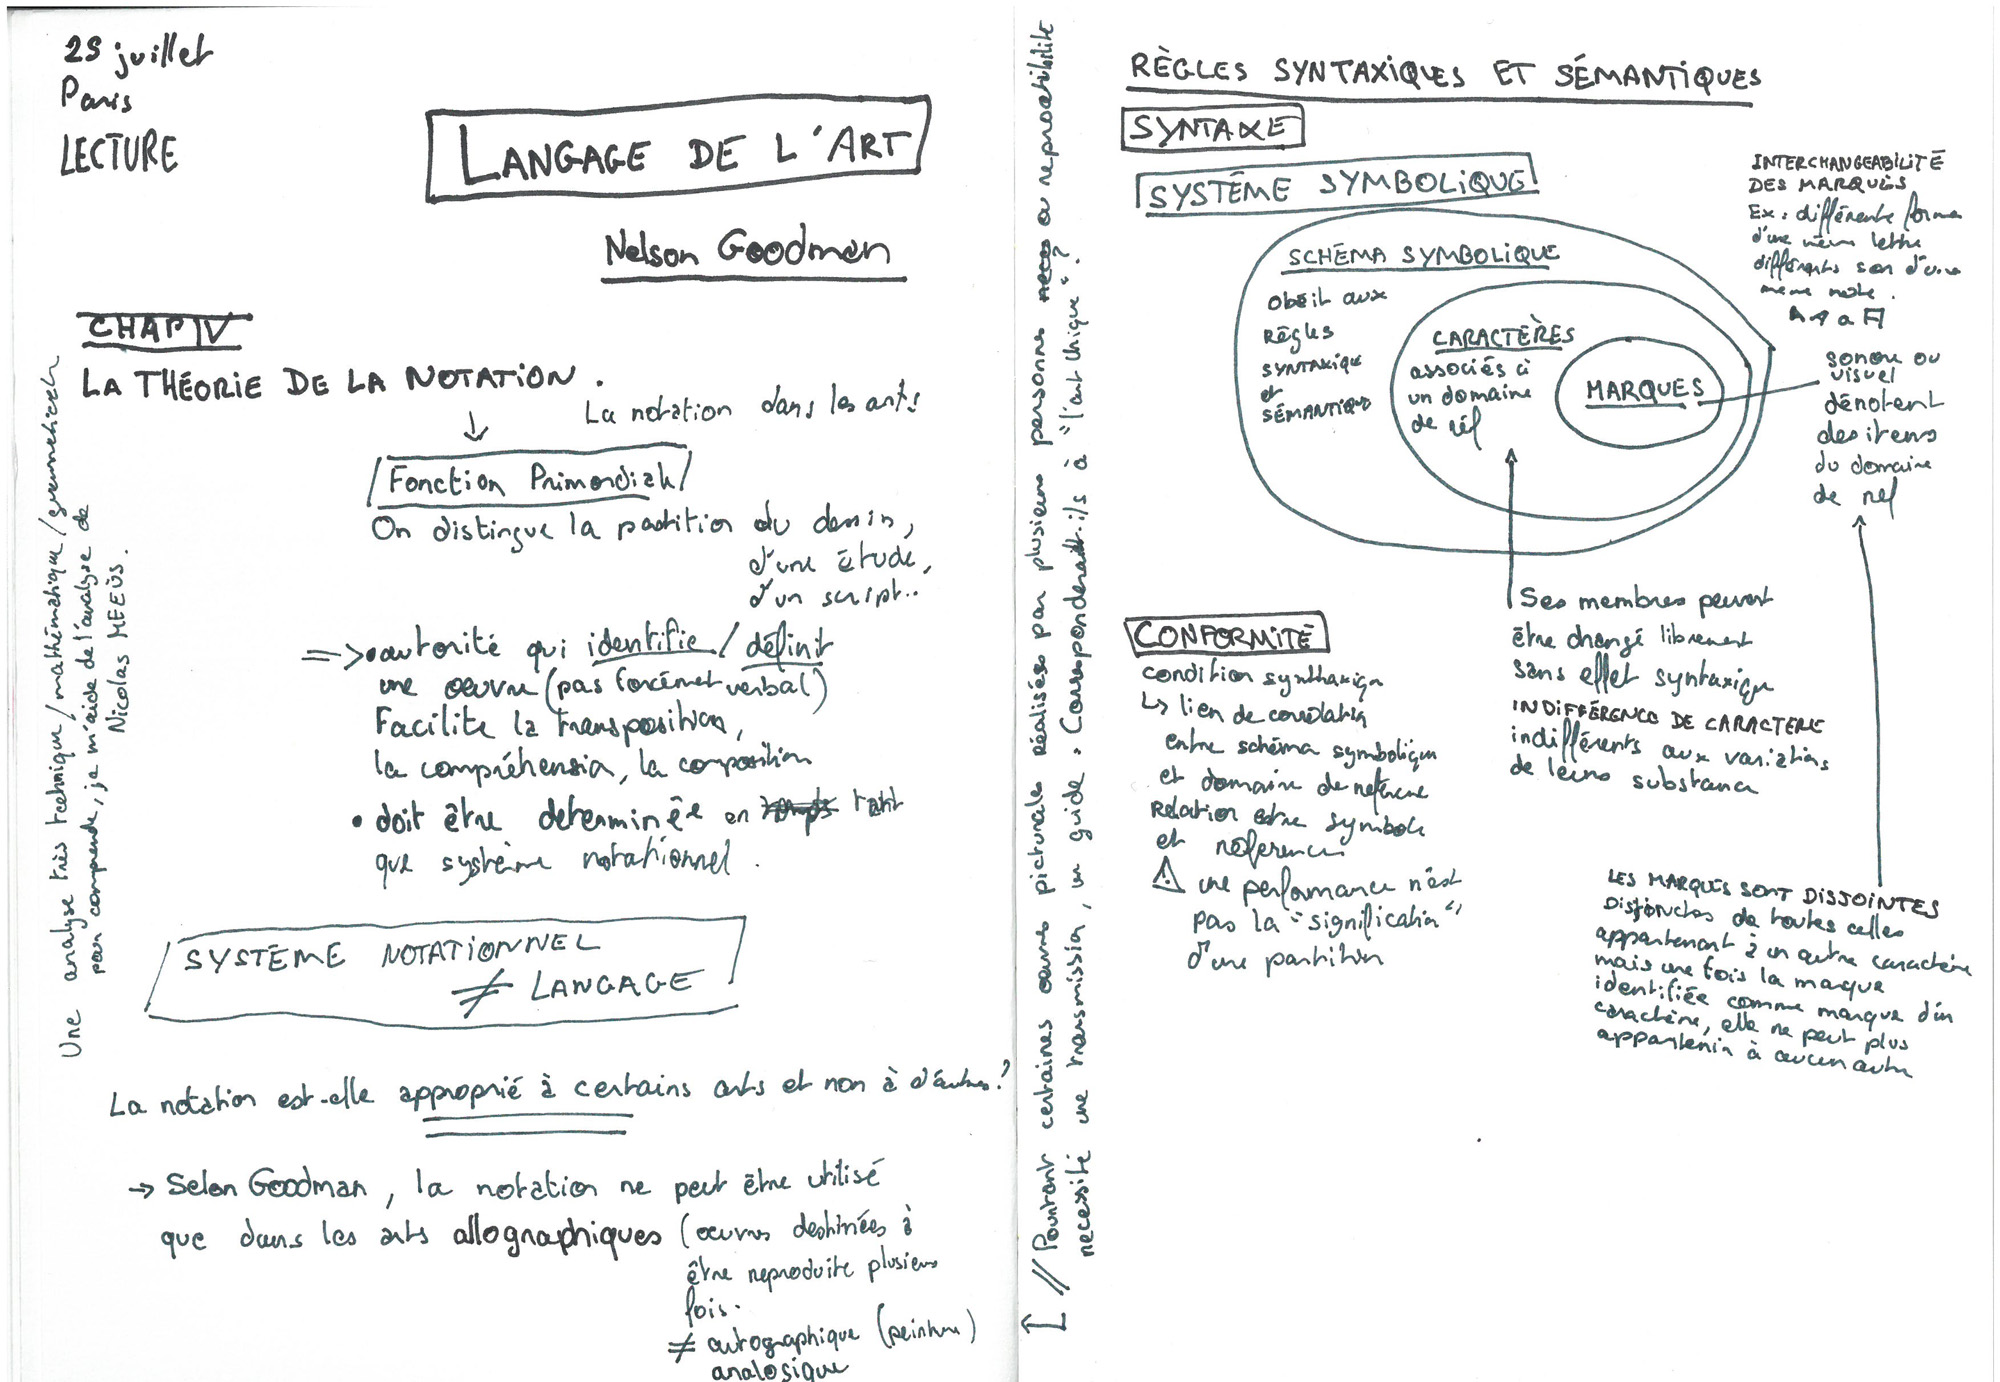 25 juillet
Paris
LECTURE
LANGAGE DE L'ART
Nelson Goodman
CHAP IV
LA THÉORIE DE LA NOTATION.
La notation dans les arts
↓
Fonction Primordiale
On distingue la partition du dessin,
d'une étude,
d'un script..
=> • autorité qui identifie / définit
une œuvre (pas forcément verbal)
Facilite la transposition,
la compréhension, la composition
• doit être déterminée en temps tant
que système notationnel.
SYSTÈME NOTATIONNEL
≠ LANGAGE
La notation est-elle approprié à certains arts et non à d'autres?
→ Selon Goodman, la notation ne peut être utilisé
que dans les arts allographiques (œuvres destinées à
être reproduite plusieurs
fois.
≠ autographique (peinture)
analogique
Une analyse très technique / mathématique /
pour comprendre, je m'aide de l'analyse de
Nicolas MEEÙS.
↑ // Pourtant certaines œuvres picturales réalisées par plusieurs personnes ou reproductibilité
necessité une transmission, un guide. Correspondrait-ils à "l'art chique"?
RÈGLES SYNTAXIQUES ET SÉMANTIQUES
SYNTAXE
SYSTÈME SYMBOLIQUE
SCHÉMA SYMBOLIQUE
obéit aux
Règles
SYNTAXIQUE
et
SÉMANTIQUE
CARACTÈRES
associés à
un domaine
de réf
MARQUES
INTERCHANGEABILITÉ
DES MARQUES
Ex: différente forme
d'une même lettre
différents son d'une
même note.
A A a A
sonore ou
visuel
dénotent
des items
du domaine
de ref
Ses membres peuvent
être changé librement
sans effet syntaxique
INDIFFÉRENCE DE CARACTERE
indifférents aux variations
de leurs substance
CONFORMITÉ
condition synthaxique
↳ lien de corrélation
entre schéma symbolique
et domaine de référence
Relation entre symbole
et référence
⚠ une performance n'est
pas la "signification"
d'une partition
LES MARQUES SONT DISJOINTES
Distinctes de toutes celles
appartenant à un autre caractère
mais une fois la marque
identifiée comme marque d'un
caractère, elle ne peut plus
appartenir à aucun autre